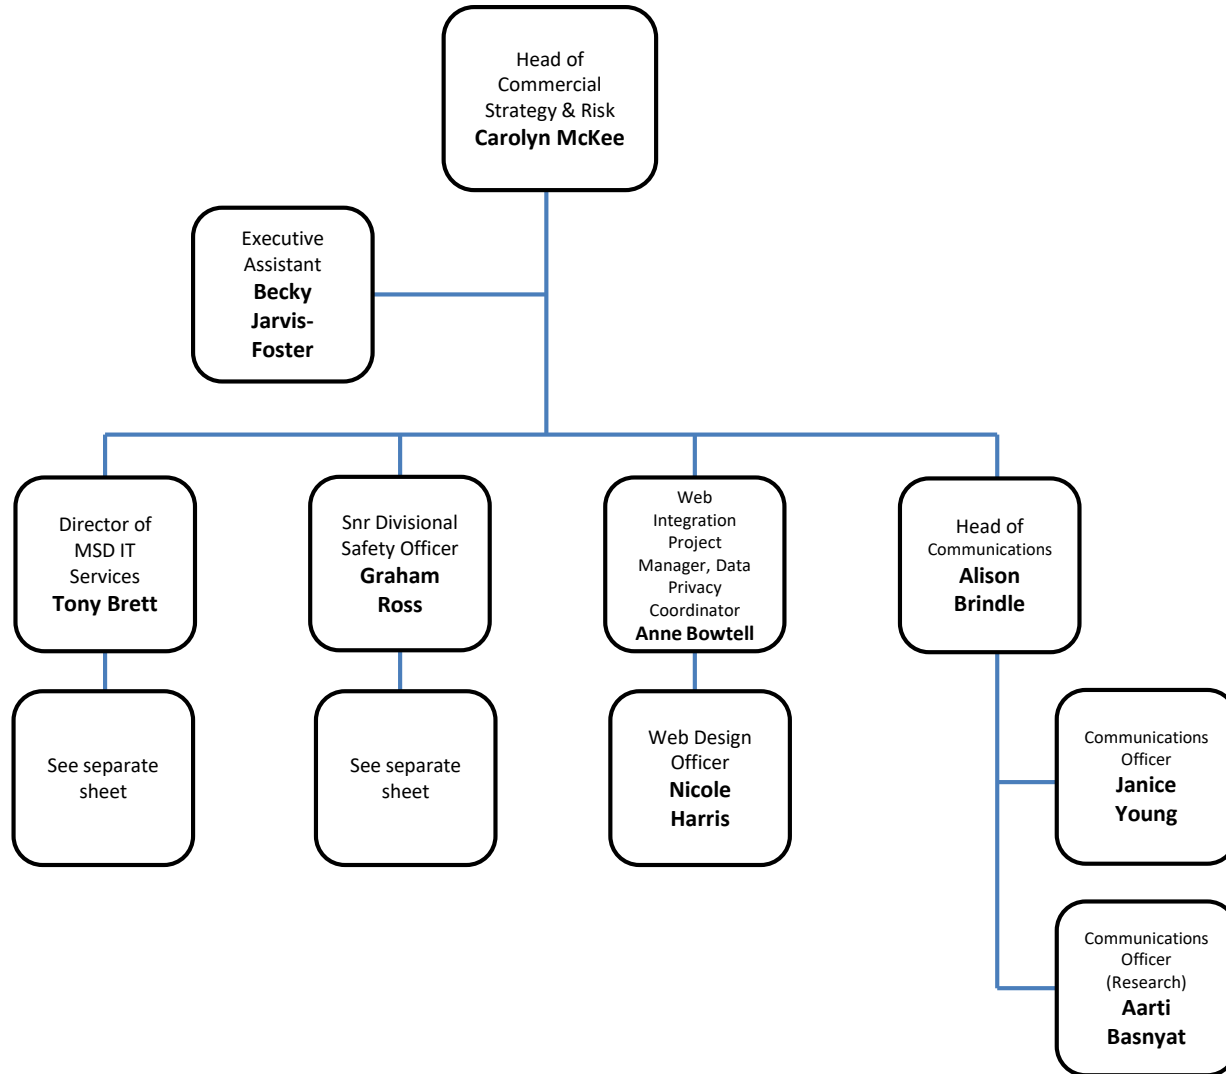 Head of
Commercial
Strategy & Risk
Carolyn McKee
Executive
Assistant
Becky
Jarvis-
Foster
Director of
MSD IT
Services
Tony Brett
Snr Divisional
Safety Officer
Graham
Ross
Web
Integration
Project
Manager, Data
Privacy
Coordinator
Anne Bowtell
Head of
Communications
Alison
Brindle
See separate
sheet
See separate
sheet
Web Design
Officer
Nicole
Harris
Communications
Officer
Janice
Young
Communications
Officer
(Research)
Aarti
Basnyat